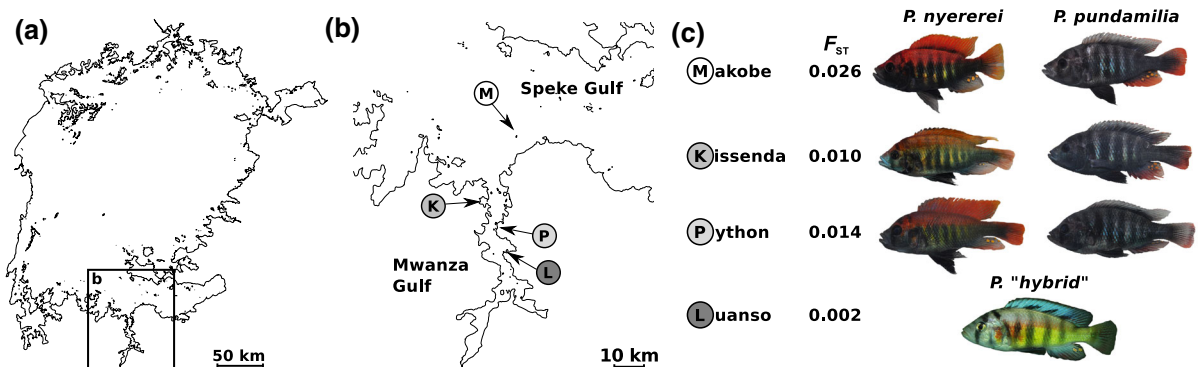 (a)
b
50 km
(b)
M
Speke Gulf
K
P
Mwanza
Gulf
L
10 km
(c)
P. nyererei
P. pundamilia
FST
Makobe 0.026
Kissenda 0.010
Python 0.014
P. "hybrid"
Luanso 0.002